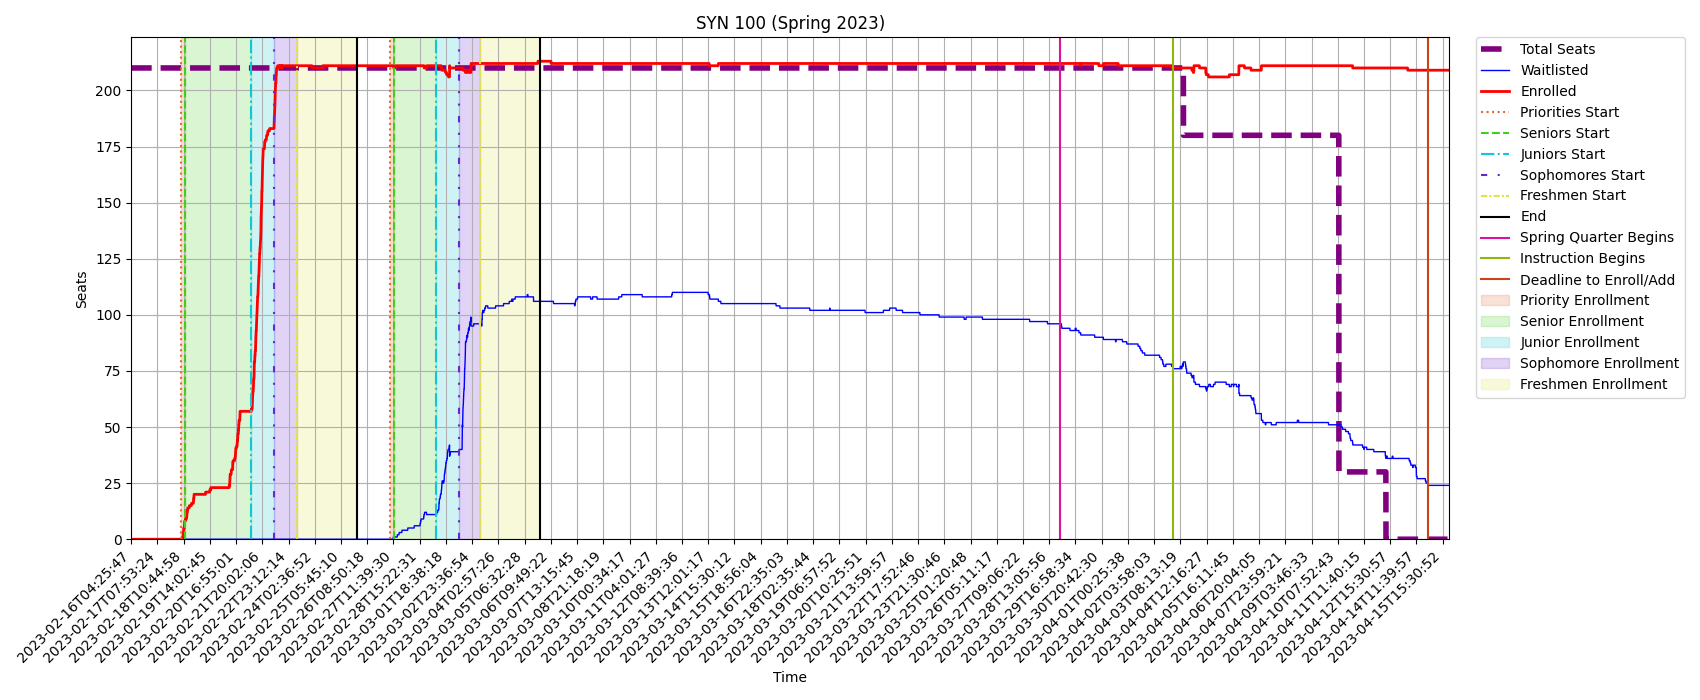 SYN 100 (Spring 2023)
Seats
200
175
150
125
100
75
50
25
0
2023-02-16T04:25:47
2023-02-17T07:53:24
2023-02-18T10:44:58
2023-02-19T14:02:45
2023-02-20T16:55:01
2023-02-21T20:02:06
2023-02-22T23:12:14
2023-02-24T02:36:52
2023-02-25T05:45:10
2023-02-26T08:50:18
2023-02-27T11:39:30
2023-02-28T15:22:31
2023-03-01T18:38:18
2023-03-02T23:36:54
2023-03-04T02:57:26
2023-03-05T06:32:28
2023-03-06T09:49:22
2023-03-07T13:15:45
2023-03-08T21:18:19
2023-03-10T00:34:17
2023-03-11T04:01:27
2023-03-12T08:39:36
2023-03-13T12:01:17
2023-03-14T15:30:12
2023-03-15T18:56:04
2023-03-16T22:35:03
2023-03-18T02:35:44
2023-03-19T06:57:52
2023-03-20T10:25:51
2023-03-21T13:59:57
2023-03-22T17:52:46
2023-03-23T21:30:46
2023-03-25T01:20:48
2023-03-26T05:11:17
2023-03-27T09:06:22
2023-03-28T13:05:56
2023-03-29T16:58:34
2023-03-30T20:42:30
2023-04-01T00:25:38
2023-04-02T03:58:03
2023-04-03T08:13:19
2023-04-04T12:16:27
2023-04-05T16:11:45
2023-04-06T20:04:05
2023-04-07T23:59:21
2023-04-09T03:46:33
2023-04-10T07:52:43
2023-04-11T11:40:15
2023-04-12T15:30:57
2023-04-14T11:39:57
2023-04-15T15:30:52
Time
Total Seats
Waitlisted
Enrolled
Priorities Start
Seniors Start
Juniors Start
Sophomores Start
Freshmen Start
End
Spring Quarter Begins
Instruction Begins
Deadline to Enroll/Add
Priority Enrollment
Senior Enrollment
Junior Enrollment
Sophomore Enrollment
Freshmen Enrollment